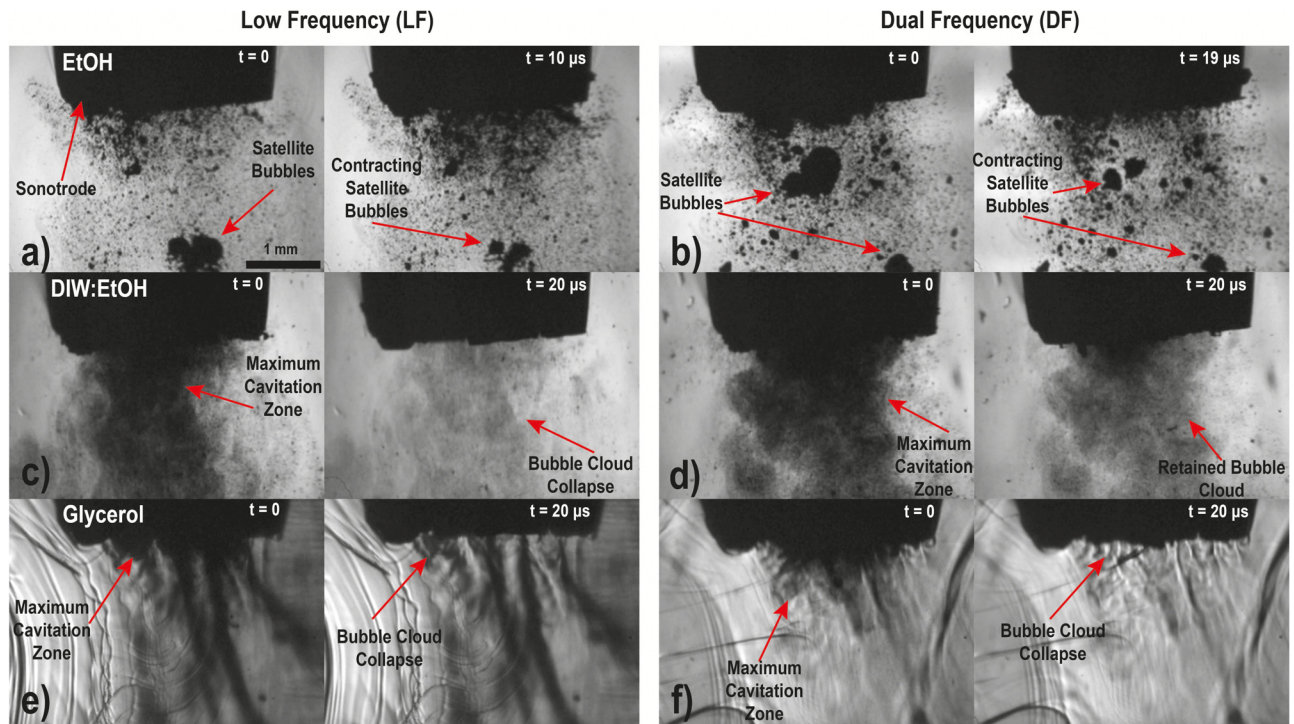 Low Frequency (LF)
Dual Frequency (DF)
EtOH
t = 0
t = 10 µs
Sonotrode
Satellite
Bubbles
Contracting
Satellite
Bubbles
1 mm
a)
t = 0
t = 19 µs
Satellite
Bubbles
Contracting
Satellite
Bubbles
b)
DIW:EtOH
t = 0
t = 20 µs
Maximum
Cavitation
Zone
Bubble Cloud
Collapse
c)
t = 0
t = 20 µs
Maximum
Cavitation
Zone
Retained Bubble
Cloud
d)
Glycerol
t = 0
t = 20 µs
Maximum
Cavitation
Zone
Bubble Cloud
Collapse
e)
t = 0
t = 20 µs
Maximum
Cavitation
Zone
Bubble Cloud
Collapse
f)